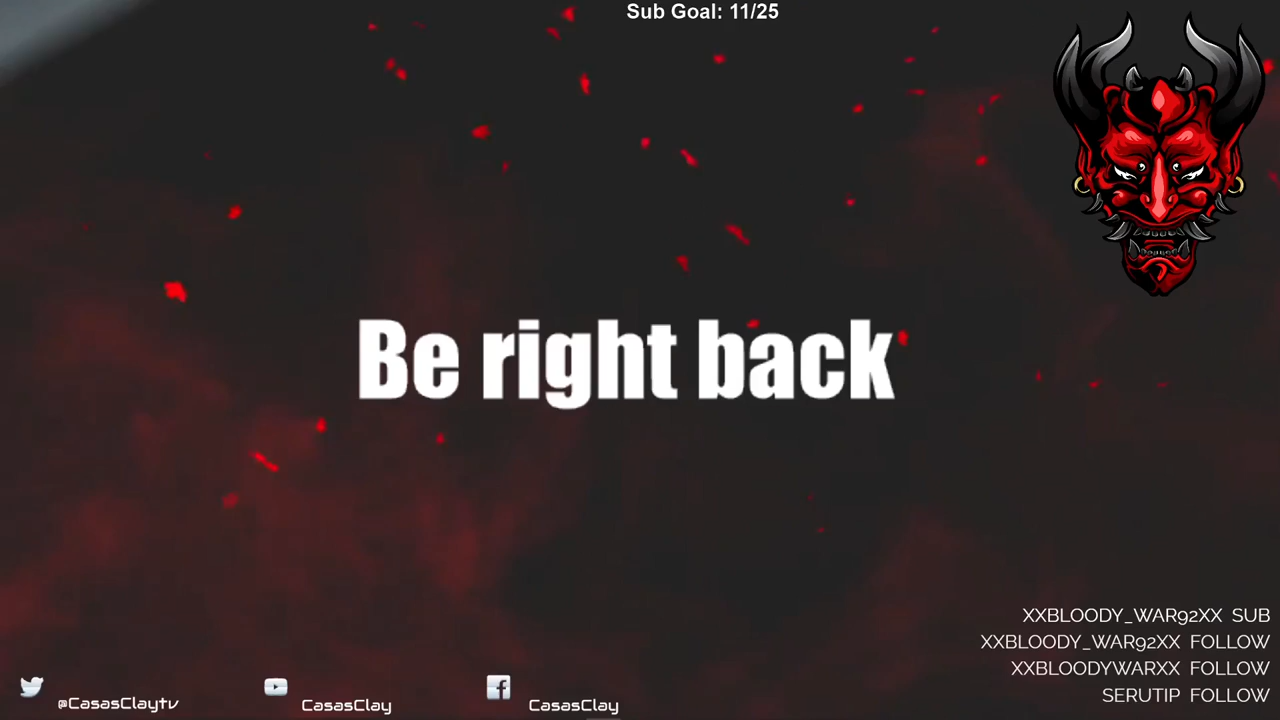 Sub Goal: 11/25
Be right back
XXBLOODY_WAR92XX SUB
XXBLOODY_WAR92XX FOLLOW
XXBLOODYWARXX FOLLOW
SERUTIP FOLLOW
@CasasClaytv
CasasClay
CasasClay